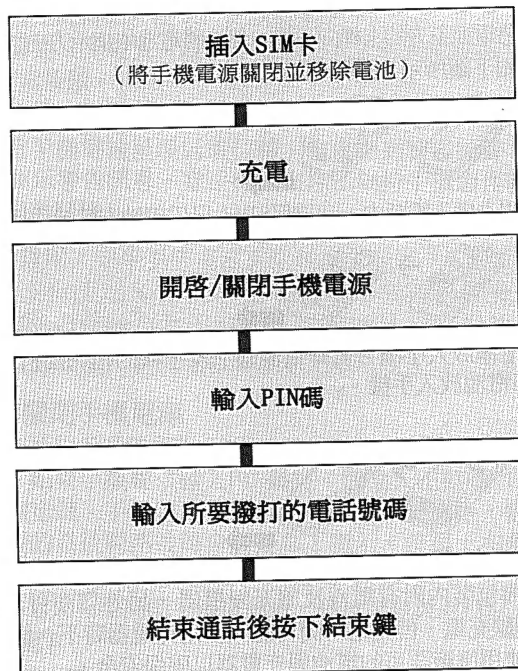 插入SIM卡
(將手機電源關閉並移除電池)
充電
開啓/關閉手機電源
輸入PIN碼
輸入所要撥打的電話號碼
結束通話後按下結束鍵